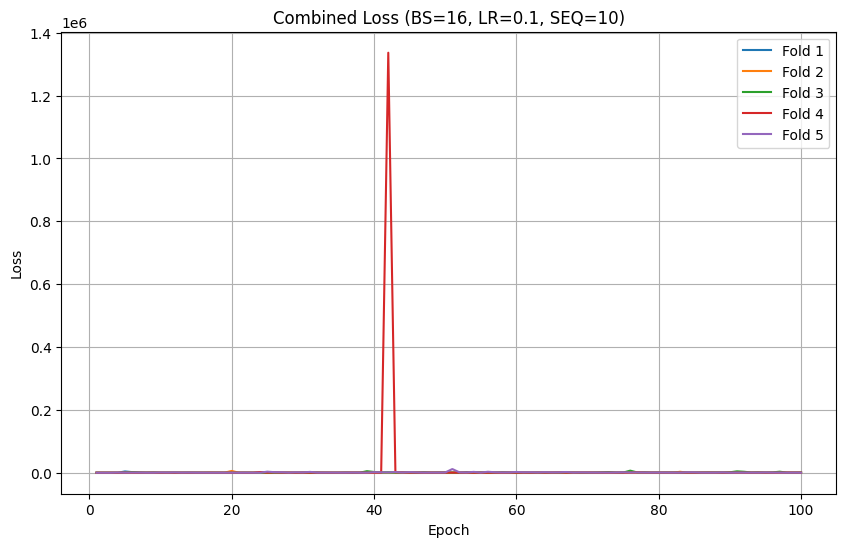 Combined Loss (BS=16, LR=0.1, SEQ=10)
1e6
1.4
1.2
1.0
0.8
0.6
0.4
0.2
0.0
Loss
0 20 40 60 80 100
Epoch
Fold 1
Fold 2
Fold 3
Fold 4
Fold 5